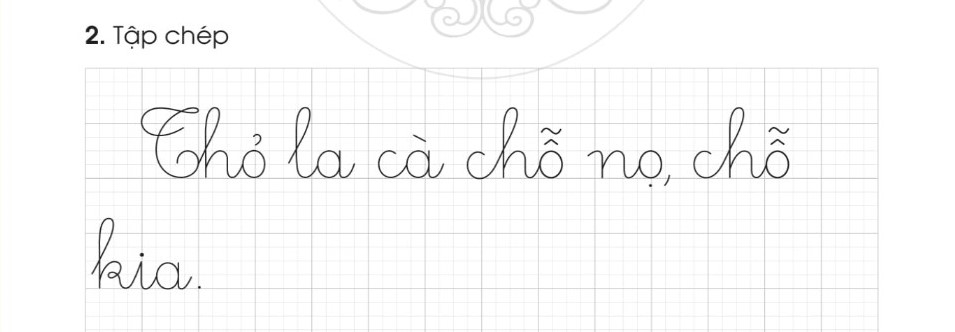 2. Tập chép
Thỏ la cà chỗ nọ, chỗ
kia.